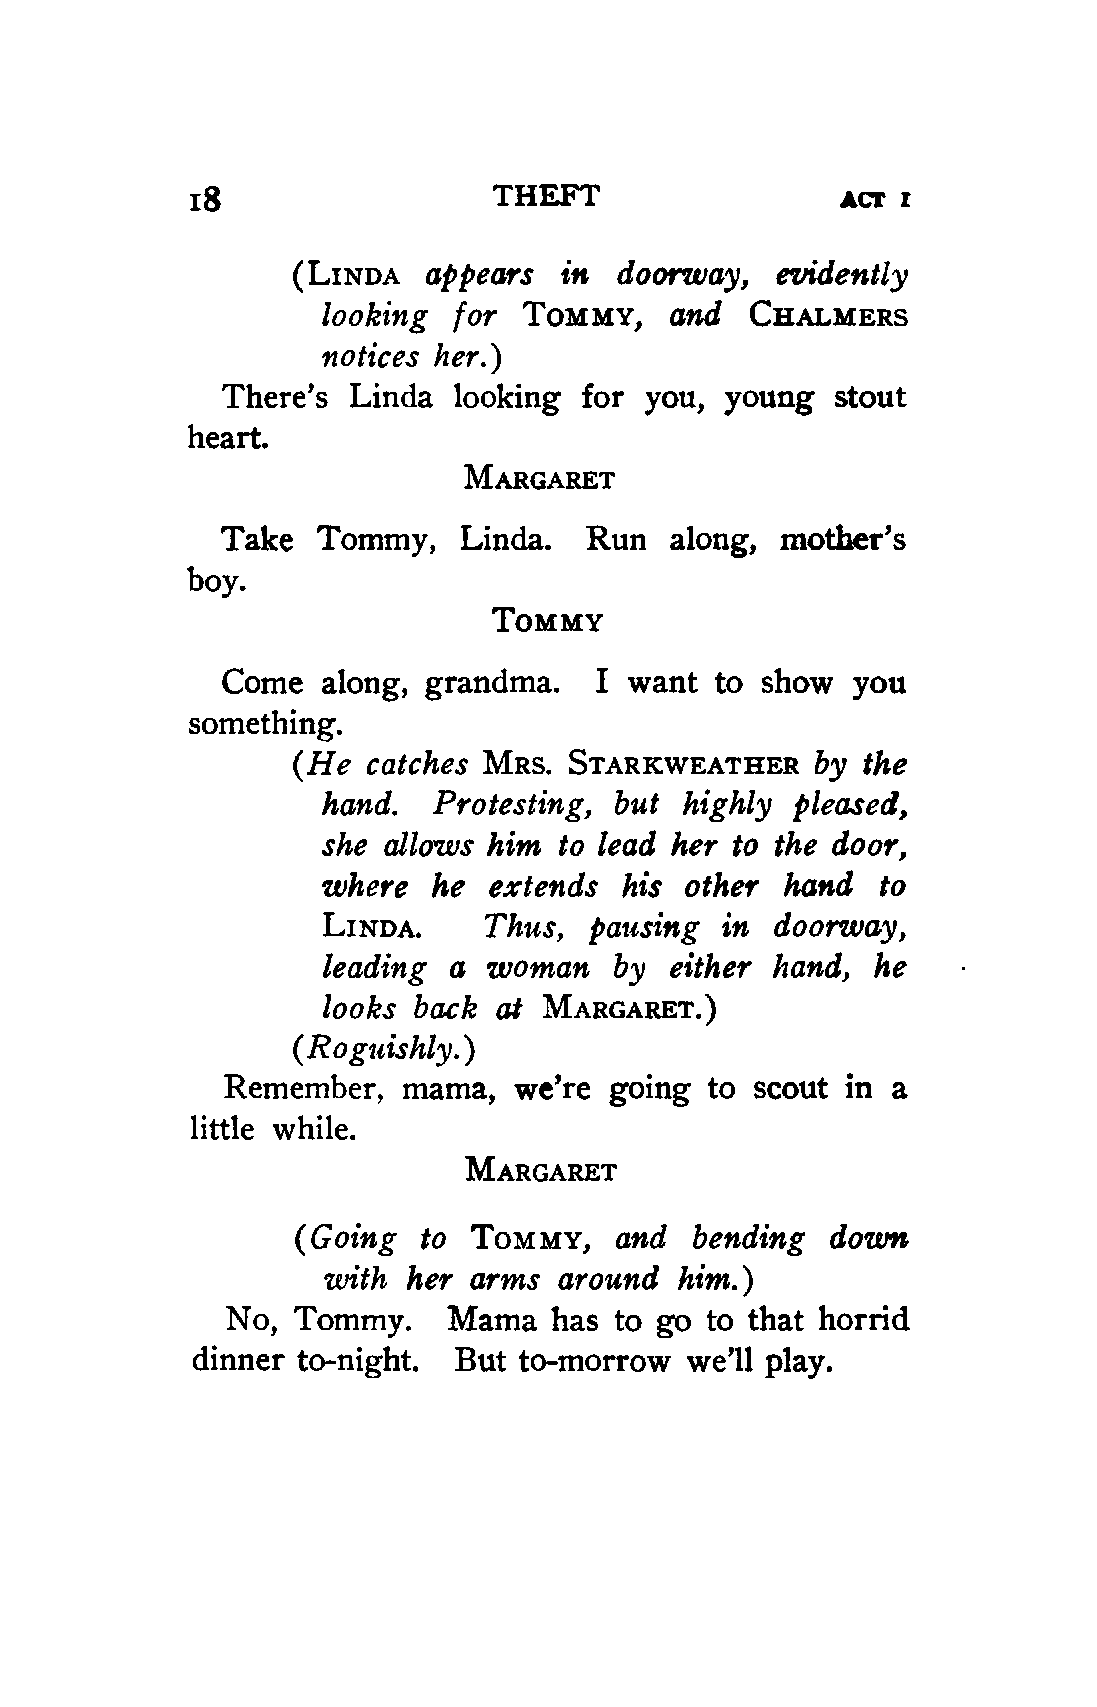 18 THEFT ACT I
(LINDA appears in doorway, evidently
looking for TOMMY, and CHALMERS
notices her.)
There's Linda looking for you, young stout
heart.
MARGARET
Take Tommy, Linda. Run along, mother's
boy.
TOMMY
Come along, grandma. I want to show you
something.
(He catches MRS. STARKWEATHER by the
hand. Protesting, but highly pleased,
she allows him to lead her to the door,
where he extends his other hand to
LINDA. Thus, pausing in doorway,
leading a woman by either hand, he
looks back at MARGARET.)
(Roguishly.)
Remember, mama, we're going to scout in a
little while.
MARGARET
(Going to TOMMY, and bending down
with her arms around him.)
No, Tommy. Mama has to go to that horrid
dinner to-night. But to-morrow we'll play.